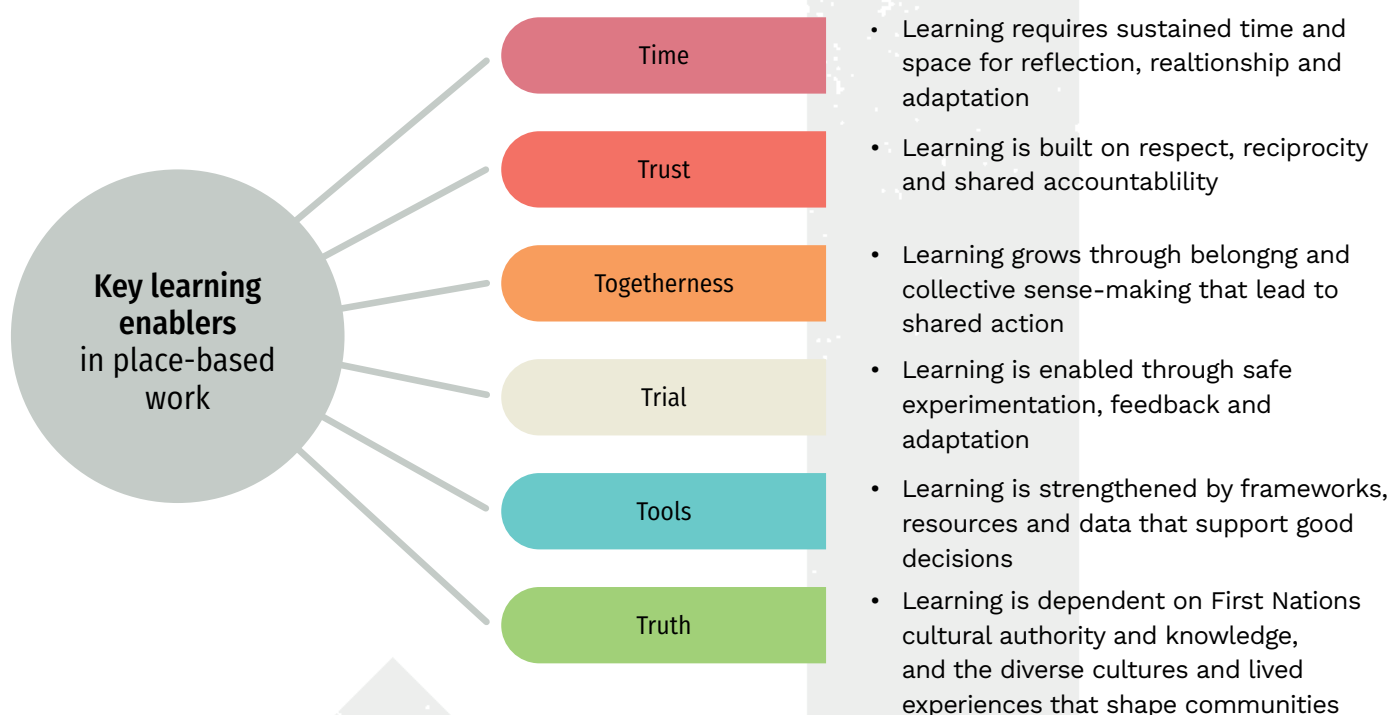 Key learning
enablers
in place-based
work
Time
• Learning requires sustained time and
space for reflection, realtionship and
adaptation
Trust
• Learning is built on respect, reciprocity
and shared accountablility
Togetherness
• Learning grows through belongng and
collective sense-making that lead to
shared action
Trial
• Learning is enabled through safe
experimentation, feedback and
adaptation
Tools
• Learning is strengthened by frameworks,
resources and data that support good
decisions
Truth
• Learning is dependent on First Nations
cultural authority and knowledge,
and the diverse cultures and lived
experiences that shape communities